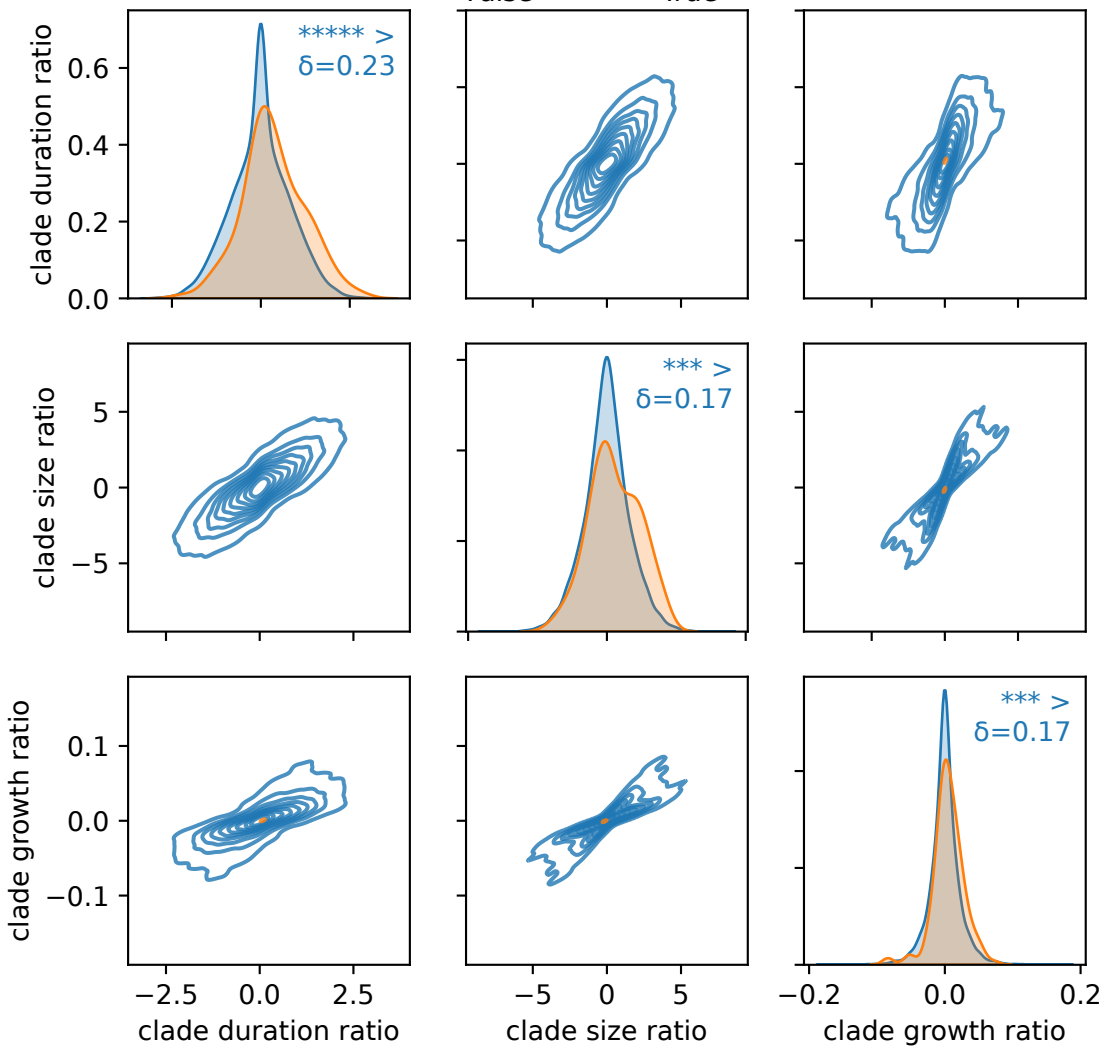 clade duration ratio
0.6
0.4
0.2
0.0
***** >
δ=0.23
clade size ratio
5
0
−5
*** >
δ=0.17
clade growth ratio
0.1
0.0
−0.1
*** >
δ=0.17
−2.5 0.0 2.5
−5 0 5
−0.2 0.0 0.2
clade duration ratio
clade size ratio
clade growth ratio